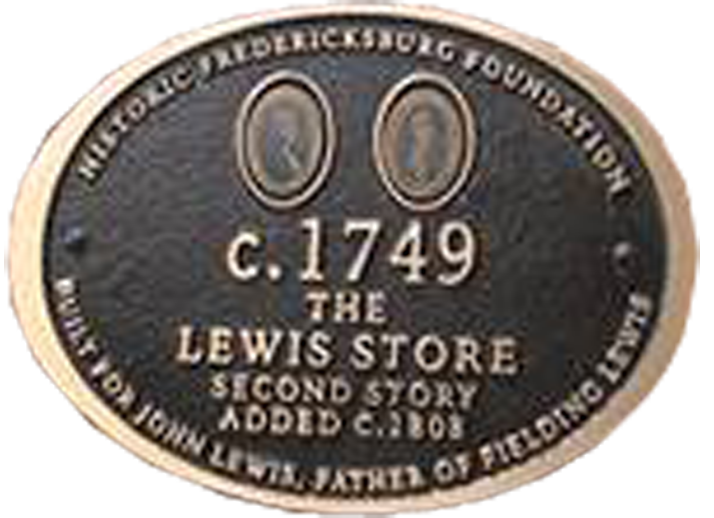 HISTORIC FREDERICKSBURG FOUNDATION
c.1749
THE
LEWIS STORE
SECOND STORY
ADDED C.1808
BUILT FOR JOHN LEWIS, FATHER OF FIELDING LEWIS